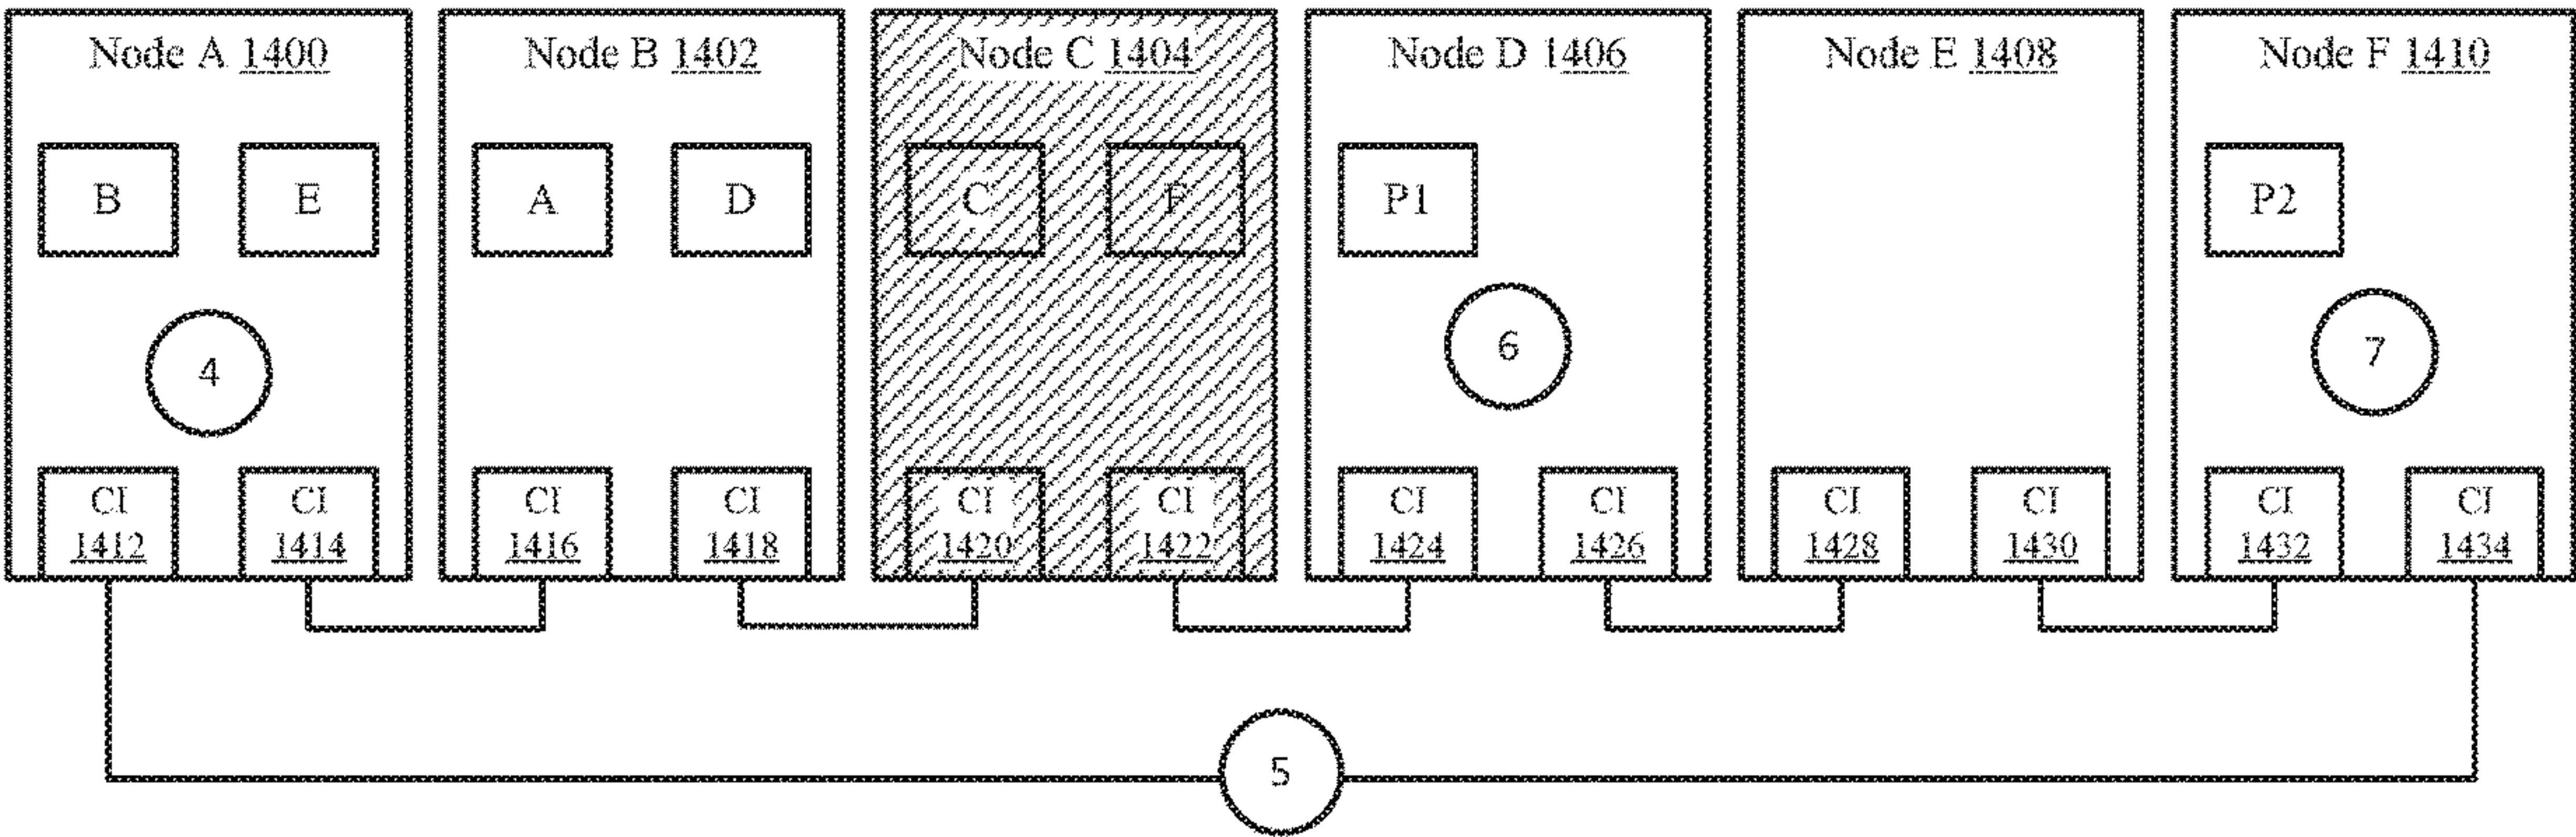 Node A 1400 Node B 1402 Node C 1404 Node D 1406 Node E 1408 Node F 1410
B E A D C F P1 P2
6 7
4
CI CI CI CI CI CI CI CI CI CI CI CI
1412 1414 1416 1418 1420 1422 1424 1426 1428 1430 1432 1434
5